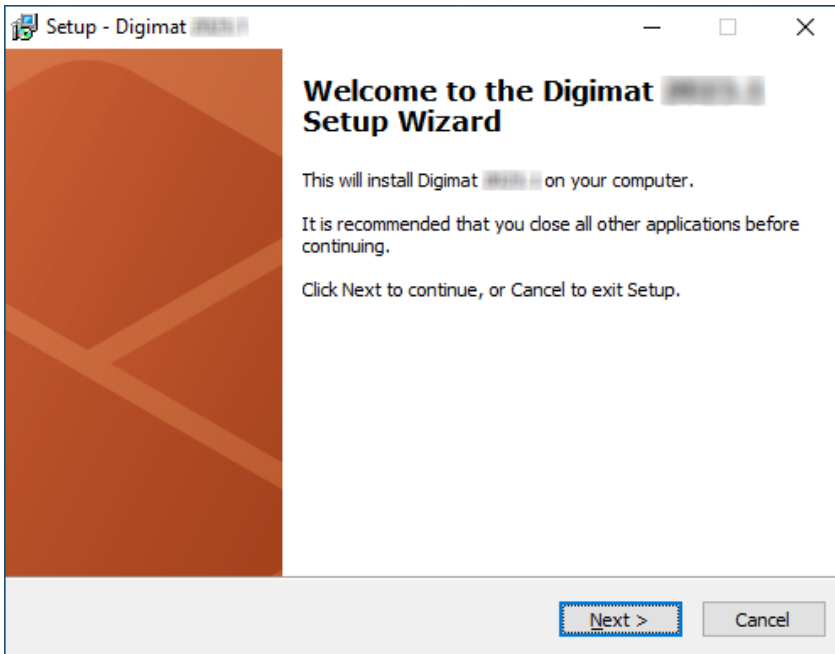 Setup - Digimat
Welcome to the Digimat
Setup Wizard
This will install Digimat on your computer.
It is recommended that you close all other applications before
continuing.
Click Next to continue, or Cancel to exit Setup.
Next >
Cancel